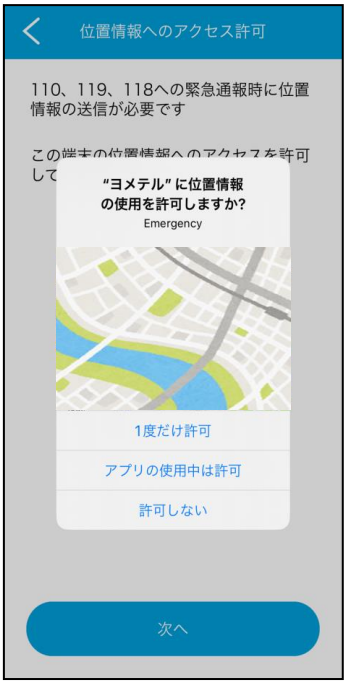 位置情報へのアクセス許可
110、119、118への緊急通報時に位置
情報の送信が必要です
この端末の位置情報へのアクセスを許可
して
“ヨメテル”に位置情報
の使用を許可しますか?
Emergency
1度だけ許可
アプリの使用中は許可
許可しない
次へ